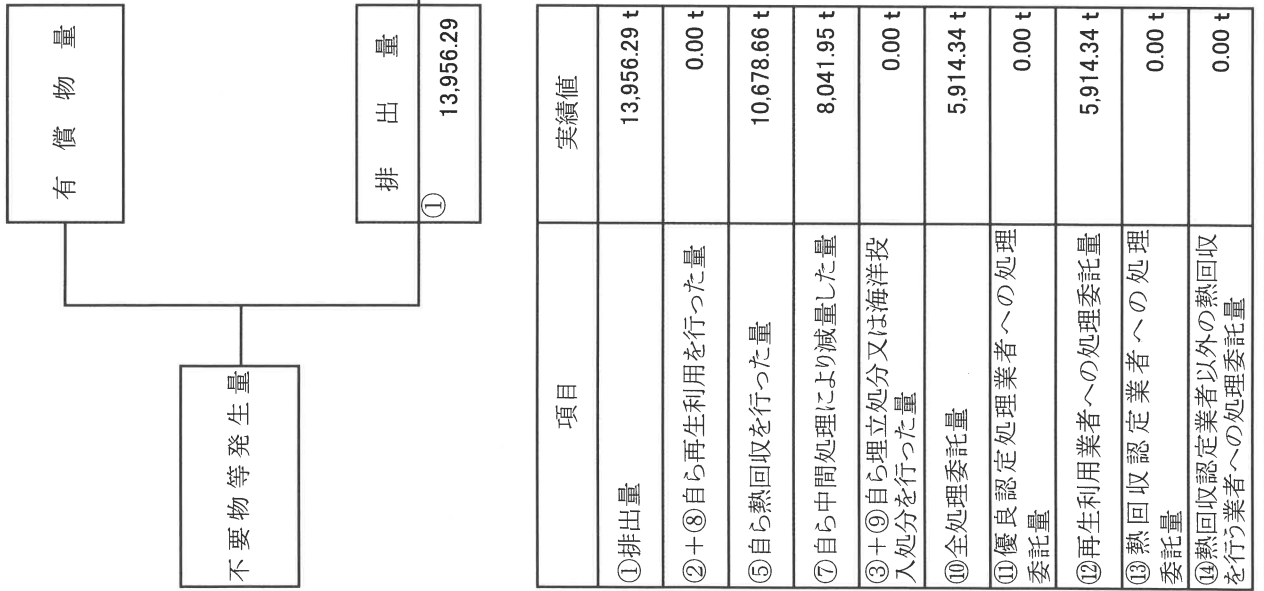 有償物量
不要物等発生量
排出量
①
13,956.29
項目
実績値
①排出量
13,956.29 t
②+⑧自ら再生利用を行った量
0.00 t
⑤自ら熱回収を行った量
10,678.66 t
⑦自ら中間処理により減量した量
8,041.95 t
③+⑨自ら埋立処分又は海洋投
入処分を行った量
0.00 t
⑩全処理委託量
5,914.34 t
⑪優良認定処理業者への処理
委託量
0.00 t
⑫再生利用業者への処理委託量
5,914.34 t
⑬熱回収認定業者への処理
委託量
0.00 t
⑭熱回収認定業者以外の熱回収
を行う業者への処理委託量
0.00 t